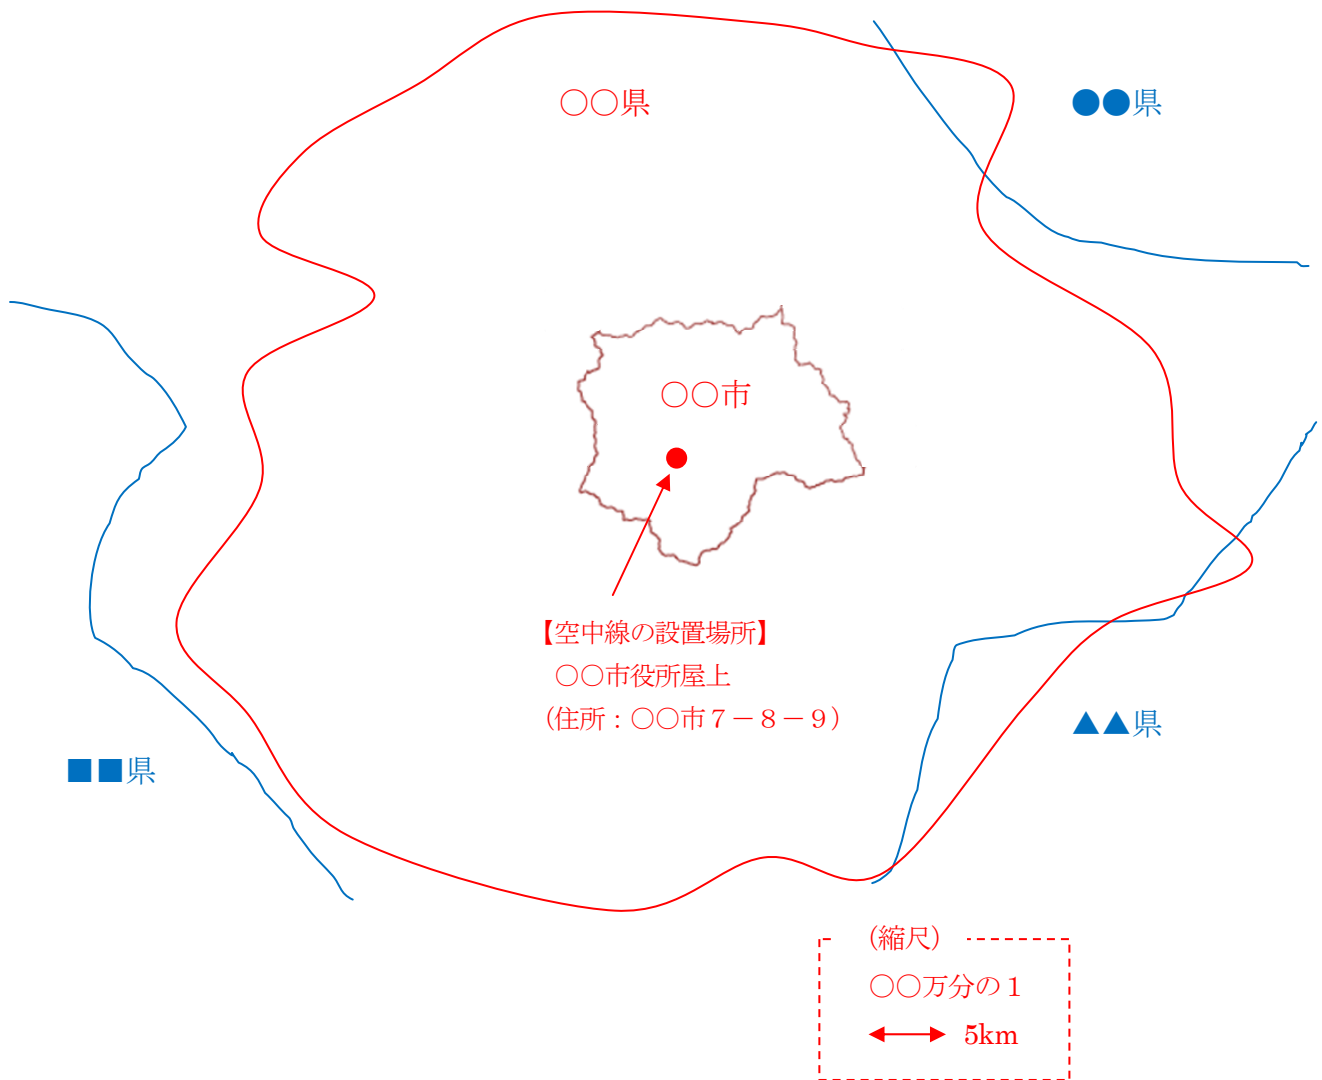 ○○県
●●県
○○市
【空中線の設置場所】
○○市役所屋上
（住所：○○市７－８－９）
▲▲県
■■県
（縮尺）
○○万分の１
5km